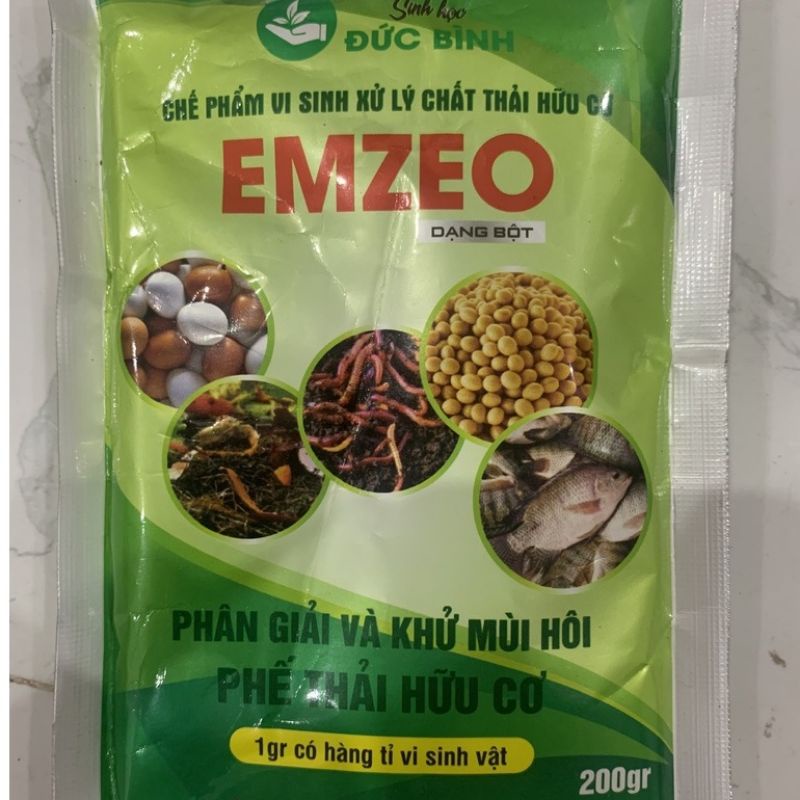 Sinh học
ĐỨC BÌNH
CHẾ PHẨM VI SINH XỬ LÝ CHẤT THẢI HỮU CƠ
EMZEO
DẠNG BỘT
PHÂN GIẢI VÀ KHỬ MÙI HÔI
PHẾ THẢI HỮU CƠ
1gr có hàng tỉ vi sinh vật
200gr